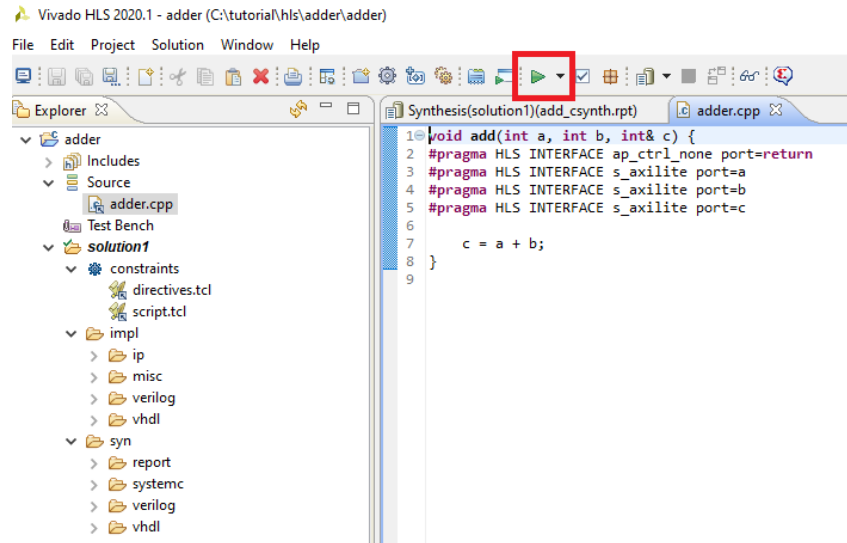 Vivado HLS 2020.1 - adder (C:\tutorial\hls\adder\adder)
File Edit Project Solution Window Help
Explorer
adder
Includes
Source
adder.cpp
Test Bench
solution1
constraints
directives.tcl
script.tcl
impl
ip
misc
verilog
vhdl
syn
report
systemc
verilog
vhdl
Synthesis(solution1)(add_csynth.rpt) adder.cpp
1 void add(int a, int b, int& c) {
2 #pragma HLS INTERFACE ap_ctrl_none port=return
3 #pragma HLS INTERFACE s_axilite port=a
4 #pragma HLS INTERFACE s_axilite port=b
5 #pragma HLS INTERFACE s_axilite port=c
6
7 c = a + b;
8 }
9